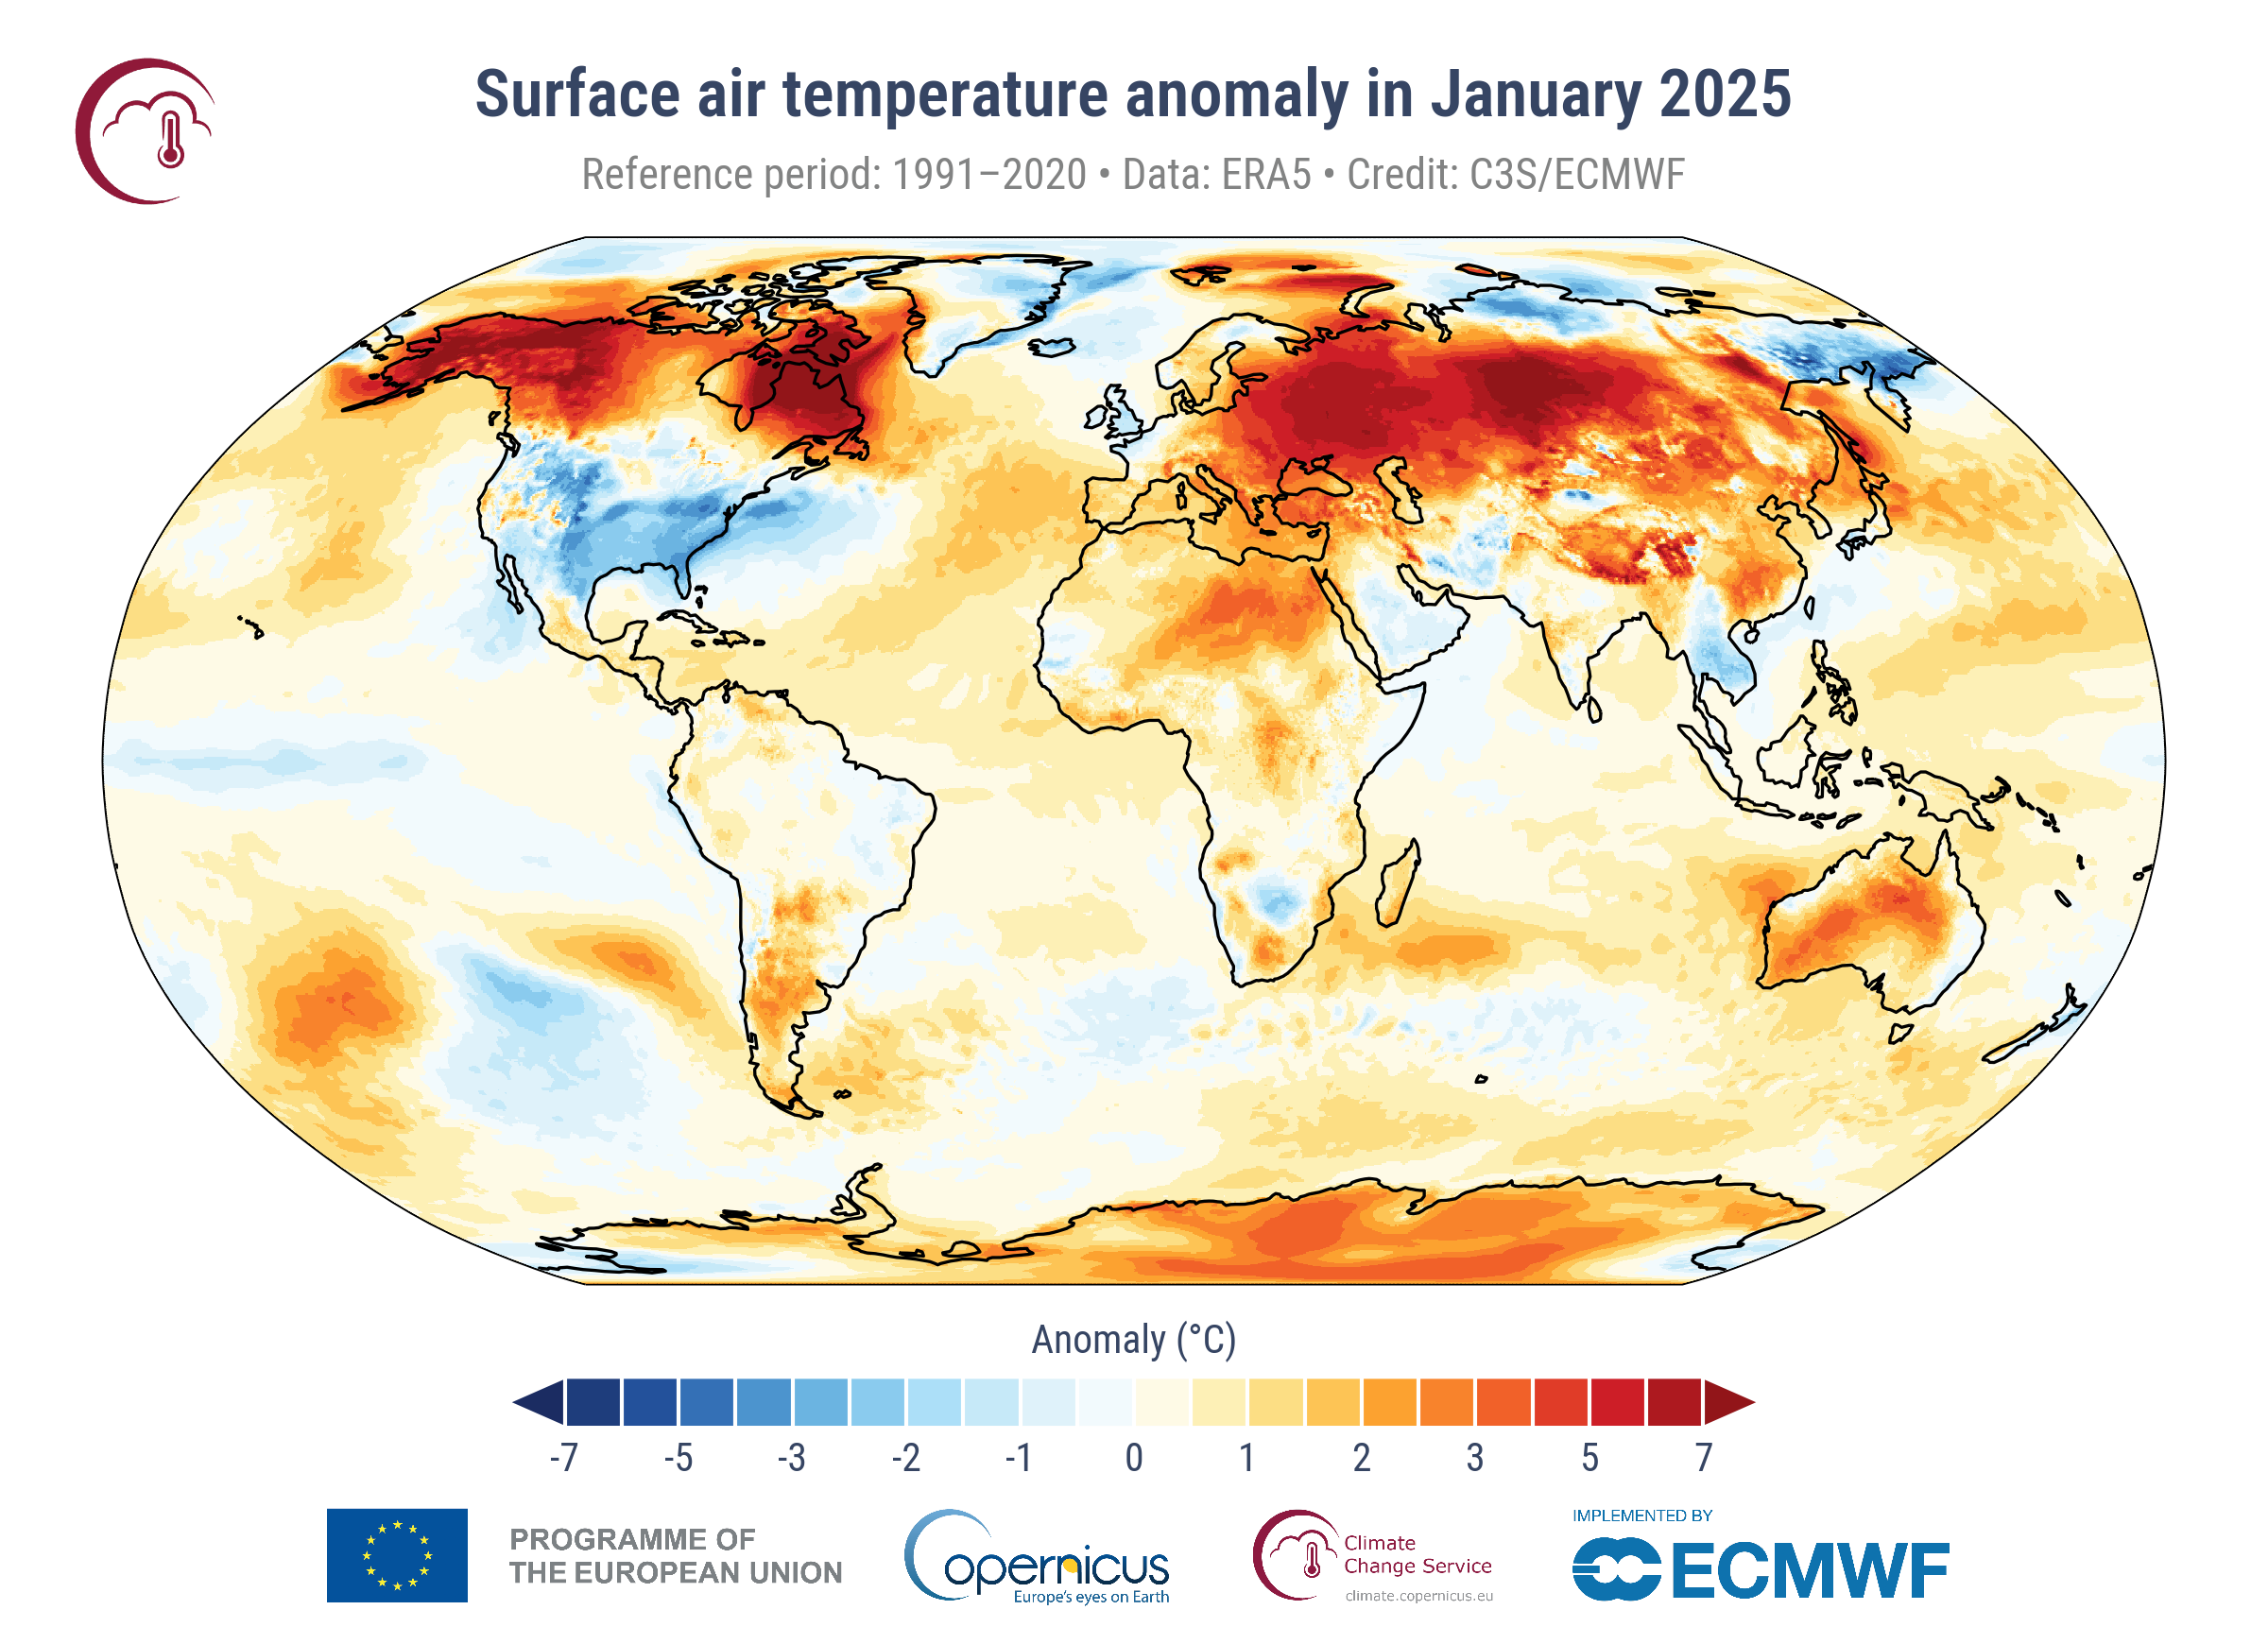 Surface air temperature anomaly in January 2025
Reference period: 1991–2020 • Data: ERA5 • Credit: C3S/ECMWF
Anomaly (°C)
-7 -5 -3 -2 -1 0 1 2 3 5 7
IMPLEMENTED BY
PROGRAMME OF
THE EUROPEAN UNION
opernicus
Europe's eyes on Earth
Climate
Change Service
climate.copernicus.eu
ECMWF